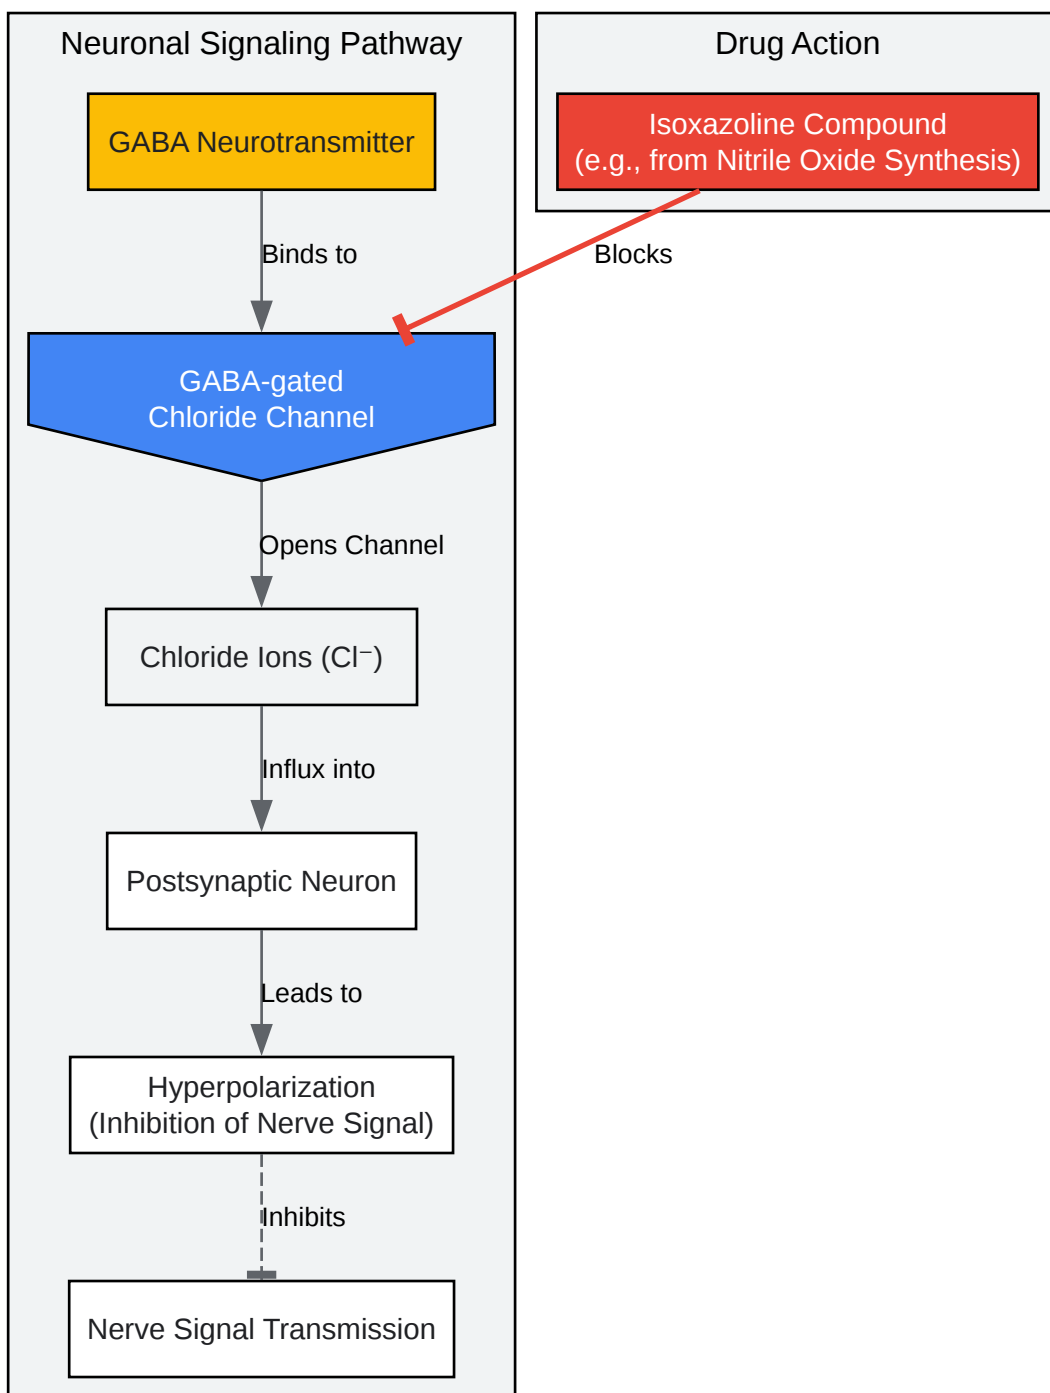 Neuronal Signaling Pathway
Drug Action
GABA Neurotransmitter
Isoxazoline Compound
(e.g., from Nitrile Oxide Synthesis)
Binds to
Blocks
GABA-gated
Chloride Channel
Opens Channel
Chloride Ions (Cl⁻)
Influx into
Postsynaptic Neuron
Leads to
Hyperpolarization
(Inhibition of Nerve Signal)
Inhibits
Nerve Signal Transmission